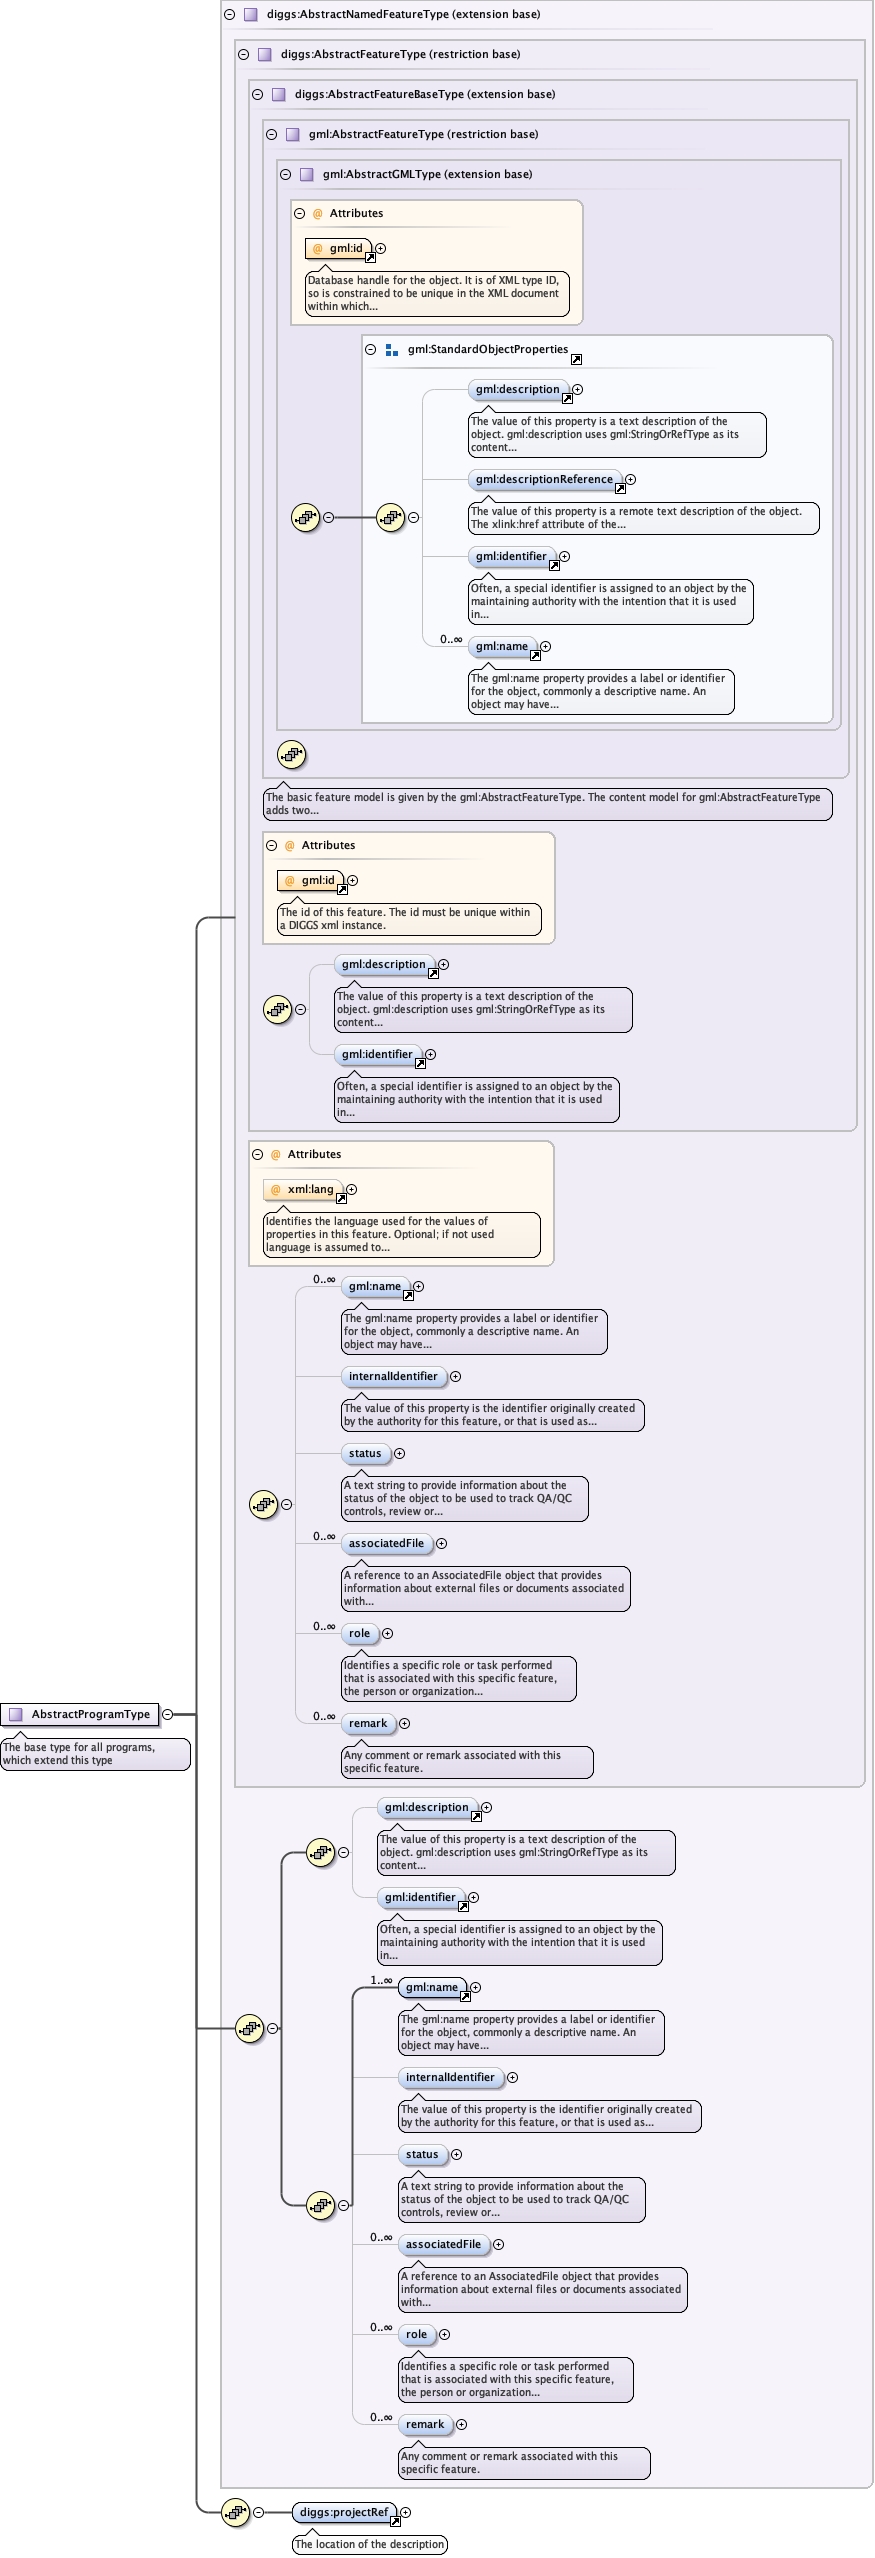 diggs:AbstractNamedFeatureType (extension base)
diggs:AbstractFeatureType (restriction base)
diggs:AbstractFeatureBaseType (extension base)
gml:AbstractFeatureType (restriction base)
gml:AbstractGMLType (extension base)
@ Attributes
@ gml:id
Database handle for the object. It is of XML type ID,
so is constrained to be unique in the XML document
within which...
gml:StandardObjectProperties
gml:description
The value of this property is a text description of the
object. gml:description uses gml:StringOrRefType as its
content...
gml:descriptionReference
The value of this property is a remote text description of the object.
The xlink:href attribute of the...
gml:identifier
Often, a special identifier is assigned to an object by the
maintaining authority with the intention that it is used
in...
0..∞
gml:name
The gml:name property provides a label or identifier
for the object, commonly a descriptive name. An
object may have...
The basic feature model is given by the gml:AbstractFeatureType. The content model for gml:AbstractFeatureType
adds two...
@ Attributes
@ gml:id
The id of this feature. The id must be unique within
a DIGGS xml instance.
gml:description
The value of this property is a text description of the
object. gml:description uses gml:StringOrRefType as its
content...
gml:identifier
Often, a special identifier is assigned to an object by the
maintaining authority with the intention that it is used
in...
@ Attributes
@ xml:lang
Identifies the language used for the values of
properties in this feature. Optional; if not used
language is assumed to...
0..∞
gml:name
The gml:name property provides a label or identifier
for the object, commonly a descriptive name. An
object may have...
internalIdentifier
The value of this property is the identifier originally created
by the authority for this feature, or that is used as...
status
A text string to provide information about the
status of the object to be used to track QA/QC
controls, review or...
0..∞
associatedFile
A reference to an AssociatedFile object that provides
information about external files or documents associated
with...
0..∞
role
Identifies a specific role or task performed
that is associated with this specific feature,
the person or organization...
0..∞
remark
Any comment or remark associated with this
specific feature.
AbstractProgramType
The base type for all programs,
which extend this type
gml:description
The value of this property is a text description of the
object. gml:description uses gml:StringOrRefType as its
content...
gml:identifier
Often, a special identifier is assigned to an object by the
maintaining authority with the intention that it is used
in...
1..∞
gml:name
The gml:name property provides a label or identifier
for the object, commonly a descriptive name. An
object may have...
internalIdentifier
The value of this property is the identifier originally created
by the authority for this feature, or that is used as...
status
A text string to provide information about the
status of the object to be used to track QA/QC
controls, review or...
0..∞
associatedFile
A reference to an AssociatedFile object that provides
information about external files or documents associated
with...
0..∞
role
Identifies a specific role or task performed
that is associated with this specific feature,
the person or organization...
0..∞
remark
Any comment or remark associated with this
specific feature.
diggs:projectRef
The location of the description